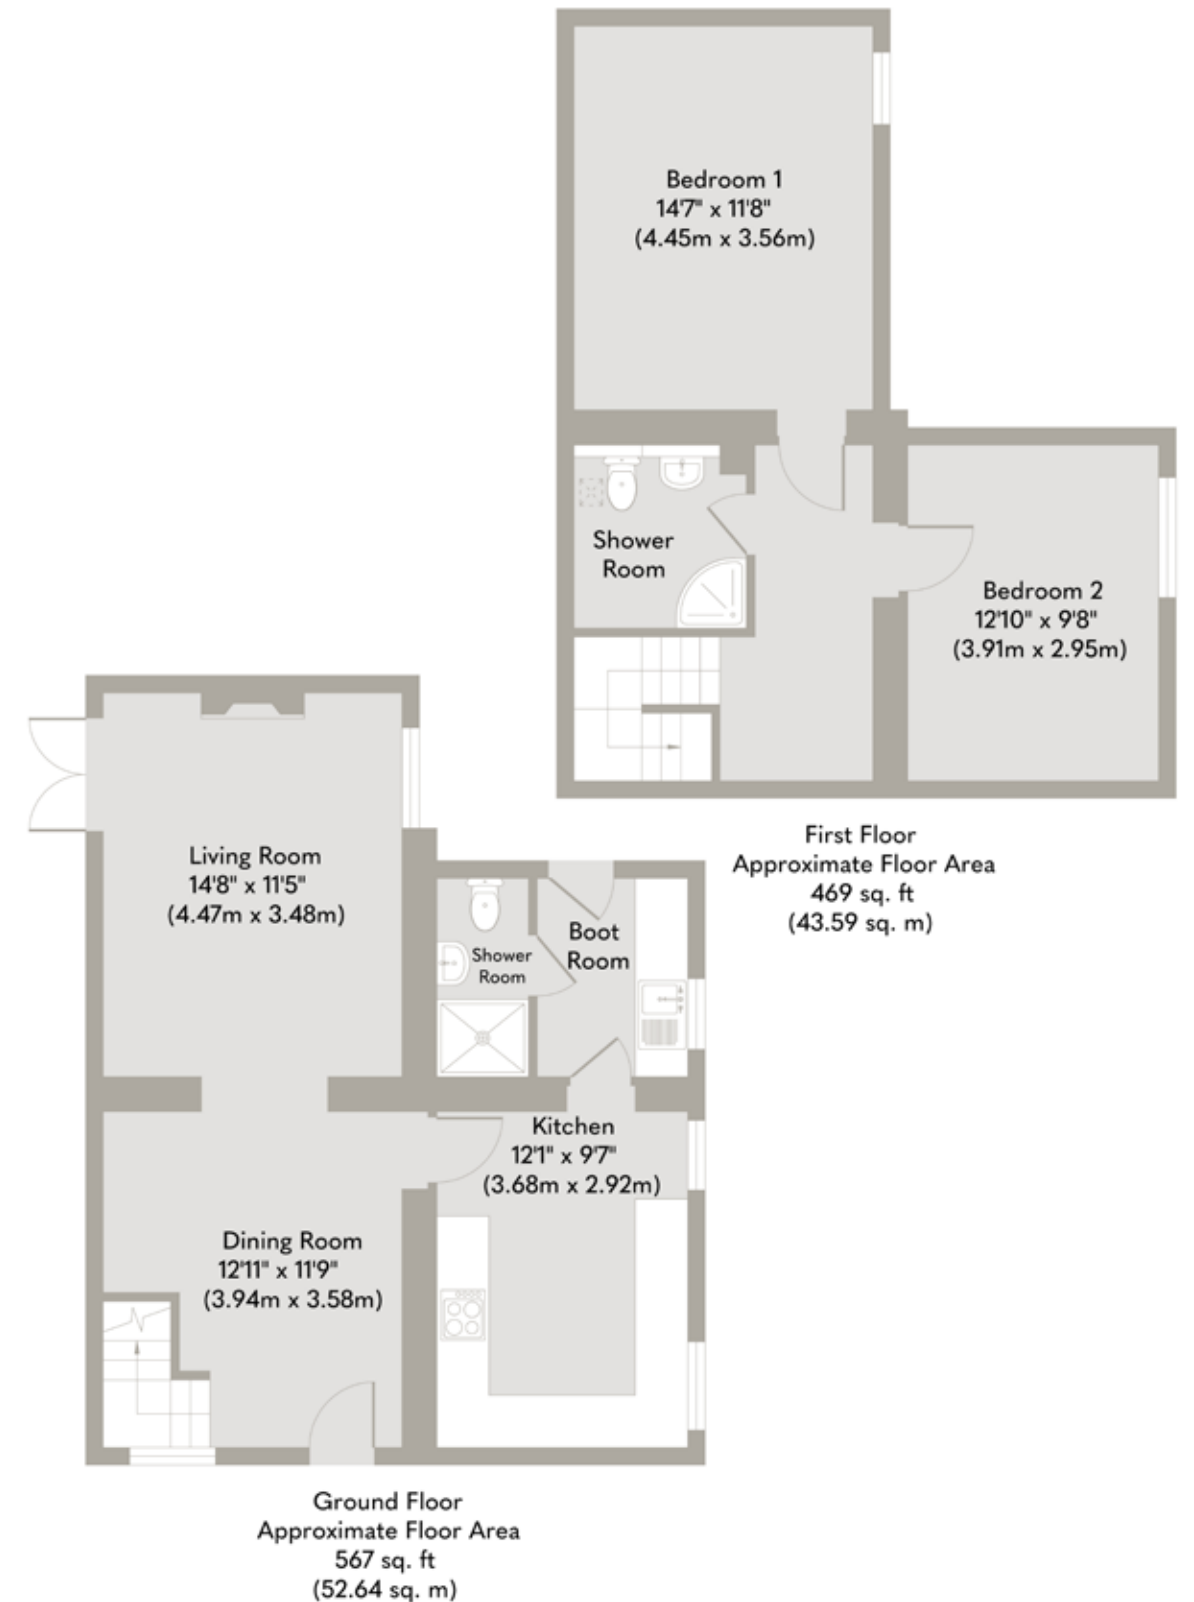 Bedroom 1
14'7" x 11'8"
(4.45m x 3.56m)
Shower
Room
Bedroom 2
12'10" x 9'8"
(3.91m x 2.95m)
First Floor
Approximate Floor Area
469 sq. ft
(43.59 sq. m)
Living Room
14'8" x 11'5"
(4.47m x 3.48m)
Shower
Room
Boot
Room
Kitchen
12'1" x 9'7"
(3.68m x 2.92m)
Dining Room
12'11" x 11'9"
(3.94m x 3.58m)
Ground Floor
Approximate Floor Area
567 sq. ft
(52.64 sq. m)